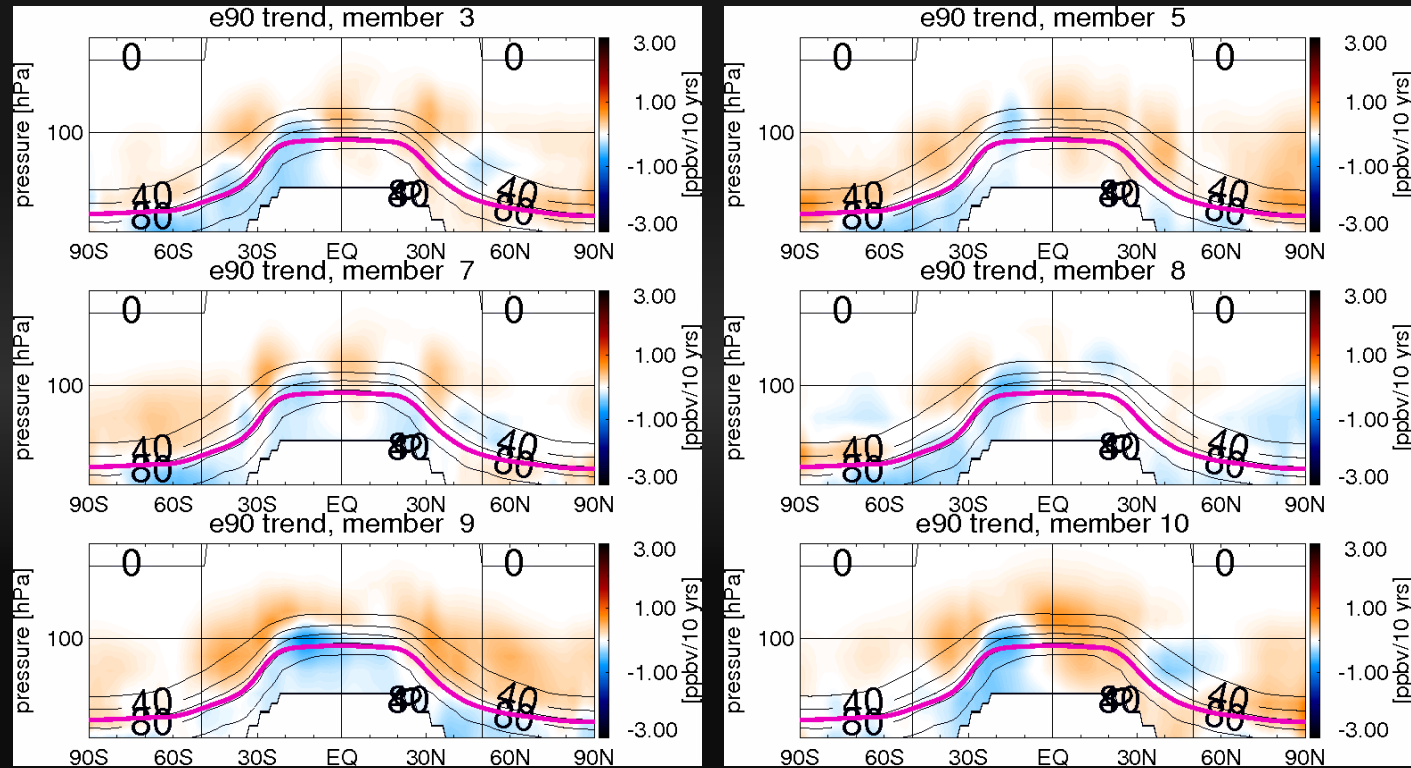 e90 trend, member 3
0 0
pressure [hPa]
100
40 80 40 80
90S 60S 30S EQ 30N 60N 90N
3.00
1.00
-1.00
-3.00
[ppbv/10 yrs]
e90 trend, member 5
0 0
pressure [hPa]
100
40 80 40 80
90S 60S 30S EQ 30N 60N 90N
3.00
1.00
-1.00
-3.00
[ppbv/10 yrs]
e90 trend, member 7
0 0
pressure [hPa]
100
40 80 40 80
90S 60S 30S EQ 30N 60N 90N
3.00
1.00
-1.00
-3.00
[ppbv/10 yrs]
e90 trend, member 8
0 0
pressure [hPa]
100
40 80 40 80
90S 60S 30S EQ 30N 60N 90N
3.00
1.00
-1.00
-3.00
[ppbv/10 yrs]
e90 trend, member 9
0 0
pressure [hPa]
100
40 80 40 80
90S 60S 30S EQ 30N 60N 90N
3.00
1.00
-1.00
-3.00
[ppbv/10 yrs]
e90 trend, member 10
0 0
pressure [hPa]
100
40 80 40 80
90S 60S 30S EQ 30N 60N 90N
3.00
1.00
-1.00
-3.00
[ppbv/10 yrs]